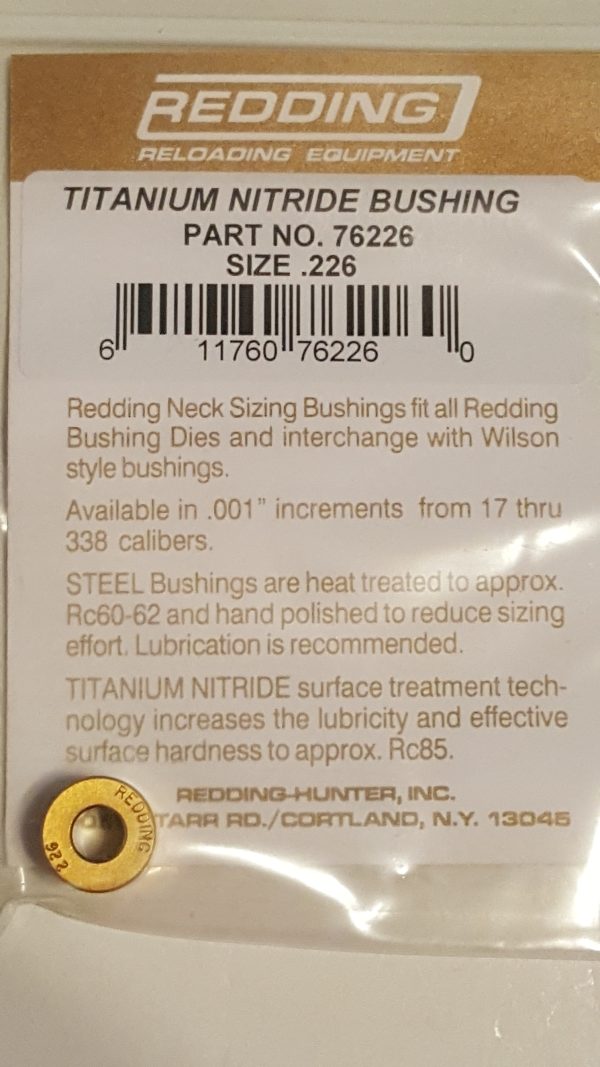 REDDING
RELOADING EQUIPMENT
TITANIUM NITRIDE BUSHING
PART NO. 76226
SIZE .226
6 11760 76226 0
Redding Neck Sizing Bushings fit all Redding
Bushing Dies and interchange with Wilson
style bushings.
Available in .001" increments from 17 thru
338 calibers.
STEEL Bushings are heat treated to approx.
Rc60-62 and hand polished to reduce sizing
effort. Lubrication is recommended.
TITANIUM NITRIDE surface treatment tech-
nology increases the lubricity and effective
surface hardness to approx. Rc85.
REDDING-HUNTER, INC.
TARR RD./CORTLAND, N.Y. 13045
REDDING
226